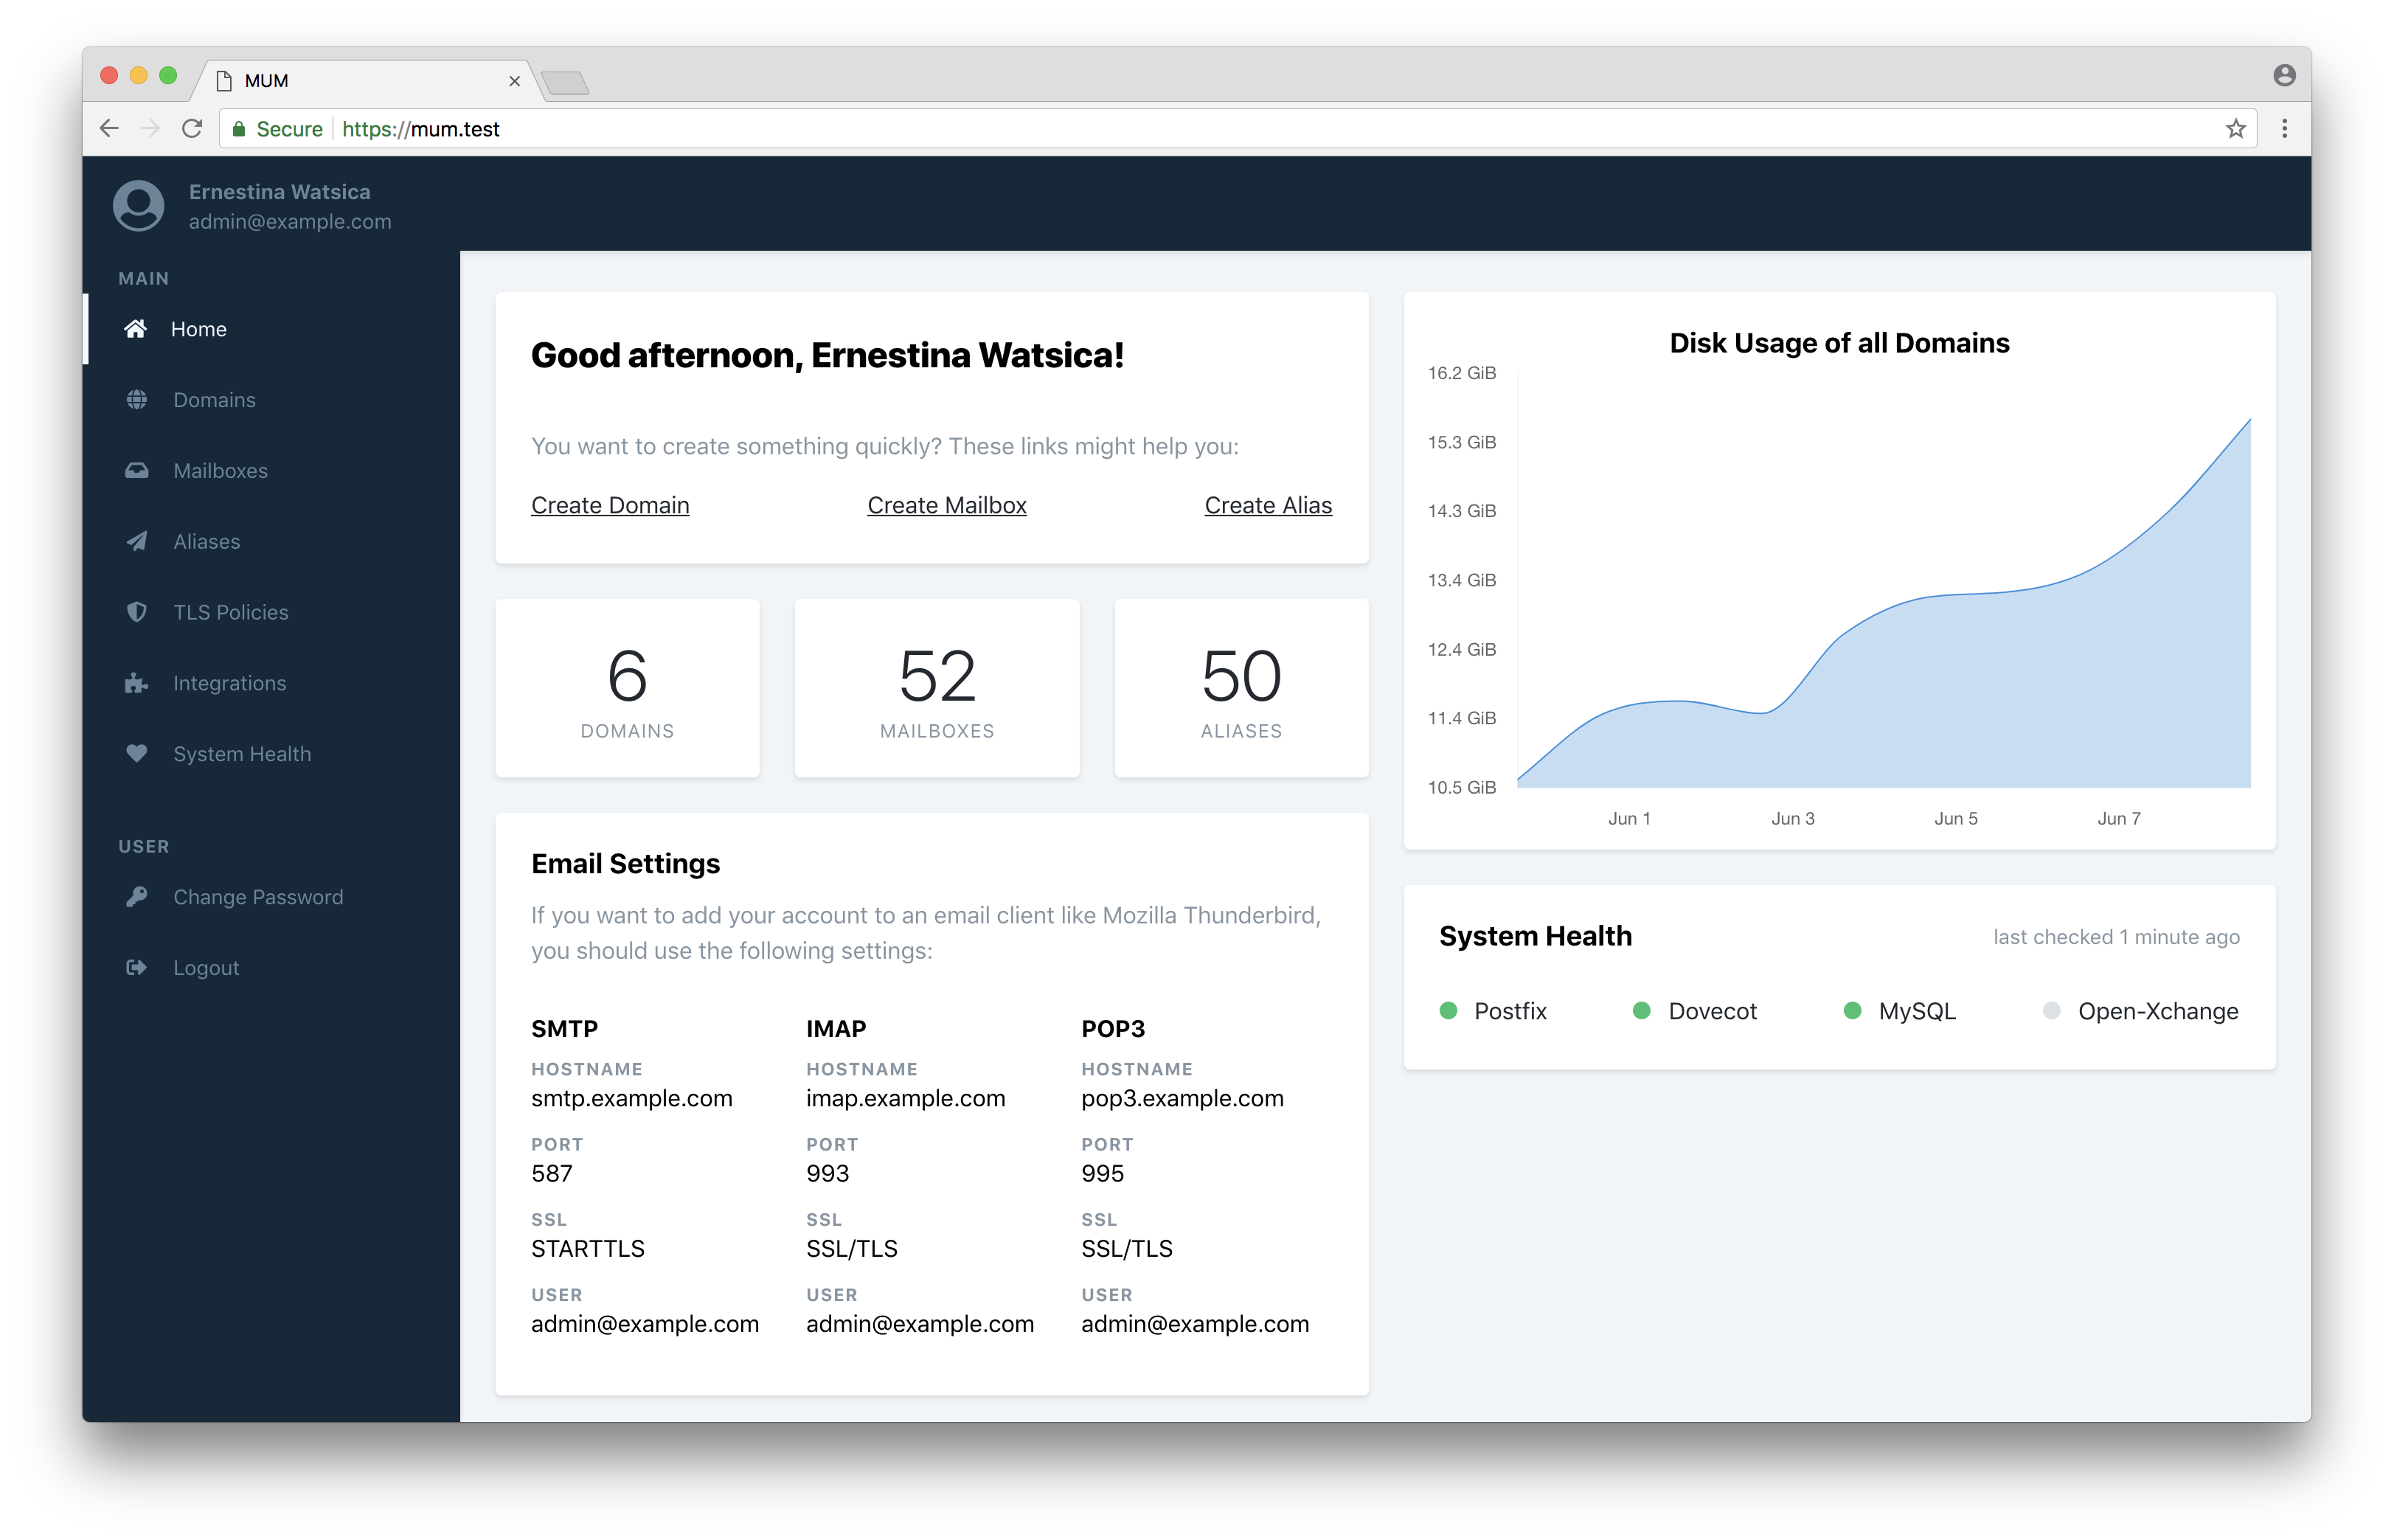 MUM
Secure https://mum.test
Ernestina Watsica
admin@example.com
MAIN
Home
Domains
Mailboxes
Aliases
TLS Policies
Integrations
System Health
USER
Change Password
Logout
Good afternoon, Ernestina Watsica!
You want to create something quickly? These links might help you:
Create Domain Create Mailbox Create Alias
6 52 50
DOMAINS MAILBOXES ALIASES
Email Settings
If you want to add your account to an email client like Mozilla Thunderbird,
you should use the following settings:
SMTP IMAP POP3
HOSTNAME HOSTNAME HOSTNAME
smtp.example.com imap.example.com pop3.example.com
PORT PORT PORT
587 993 995
SSL SSL SSL
STARTTLS SSL/TLS SSL/TLS
USER USER USER
admin@example.com admin@example.com admin@example.com
Disk Usage of all Domains
16.2 GiB
15.3 GiB
14.3 GiB
13.4 GiB
12.4 GiB
11.4 GiB
10.5 GiB
Jun 1 Jun 3 Jun 5 Jun 7
System Health last checked 1 minute ago
Postfix Dovecot MySQL Open-Xchange